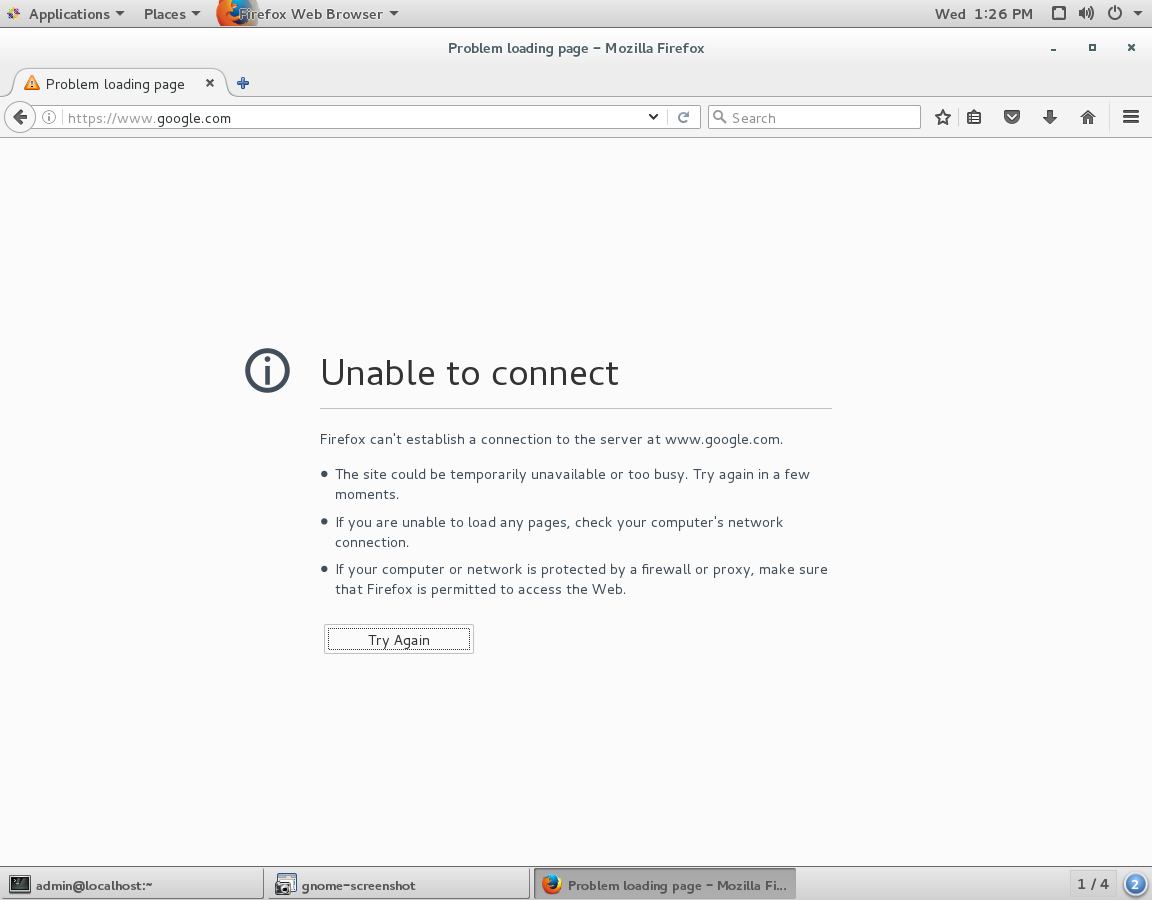 Applications Places Firefox Web Browser Wed 1:26 PM
Problem loading page – Mozilla Firefox
Problem loading page
https://www.google.com Search
Unable to connect
Firefox can't establish a connection to the server at www.google.com.
The site could be temporarily unavailable or too busy. Try again in a few
moments.
If you are unable to load any pages, check your computer's network
connection.
If your computer or network is protected by a firewall or proxy, make sure
that Firefox is permitted to access the Web.
Try Again
admin@localhost:~ gnome-screenshot Problem loading page – Mozilla Fi... 1 / 4 2